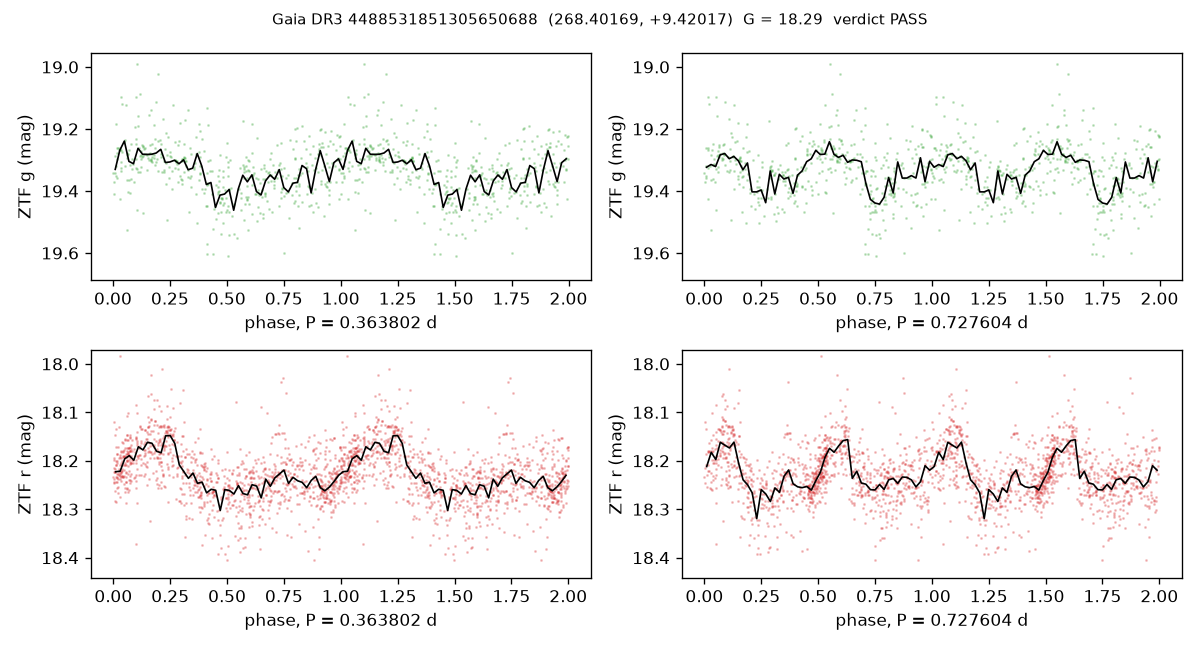 Gaia DR3 4488531851305650688  (268.40169, +9.42017)  G = 18.29  verdict PASS
ZTF g (mag)
19.0
19.2
19.4
19.6
0.00 0.25 0.50 0.75 1.00 1.25 1.50 1.75 2.00
phase, P = 0.363802 d
ZTF g (mag)
19.0
19.2
19.4
19.6
0.00 0.25 0.50 0.75 1.00 1.25 1.50 1.75 2.00
phase, P = 0.727604 d
ZTF r (mag)
18.0
18.1
18.2
18.3
18.4
0.00 0.25 0.50 0.75 1.00 1.25 1.50 1.75 2.00
phase, P = 0.363802 d
ZTF r (mag)
18.0
18.1
18.2
18.3
18.4
0.00 0.25 0.50 0.75 1.00 1.25 1.50 1.75 2.00
phase, P = 0.727604 d